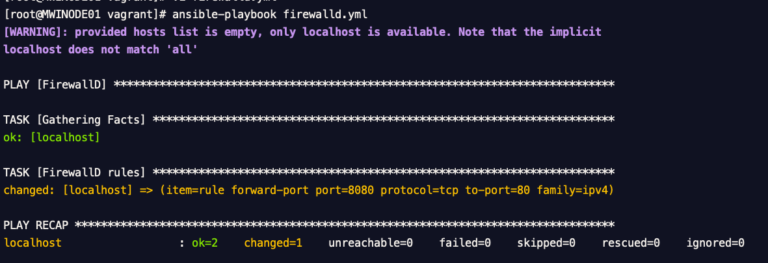 [root@MWINODE01 vagrant]# ansible-playbook firewalld.yml
[WARNING]: provided hosts list is empty, only localhost is available. Note that the implicit
localhost does not match 'all'
PLAY [FirewallD] ****************************************************************************
TASK [Gathering Facts] **********************************************************************
ok: [localhost]
TASK [FirewallD rules] **********************************************************************
changed: [localhost] => (item=rule forward-port port=8080 protocol=tcp to-port=80 family=ipv4)
PLAY RECAP **********************************************************************************
localhost : ok=2 changed=1 unreachable=0 failed=0 skipped=0 rescued=0 ignored=0